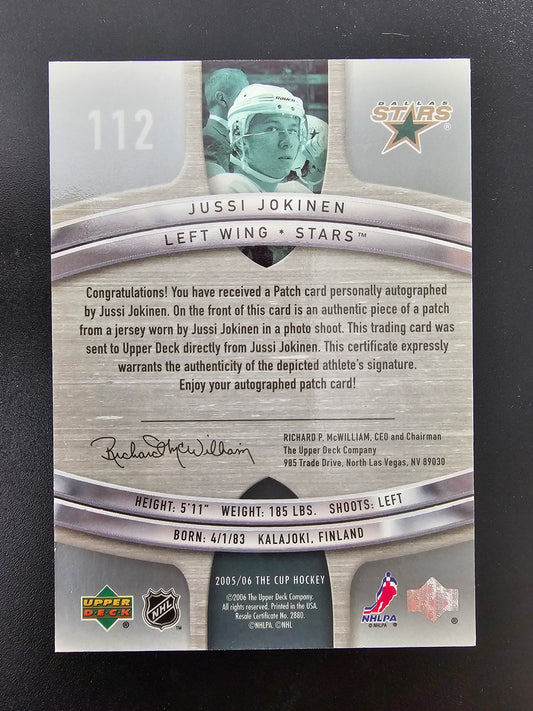 112
DALLAS
STARS®
JUSSI JOKINEN
LEFT WING * STARS™
Congratulations! You have received a Patch card personally autographed
by Jussi Jokinen. On the front of this card is an authentic piece of a patch
from a jersey worn by Jussi Jokinen in a photo shoot. This trading card was
sent to Upper Deck directly from Jussi Jokinen. This certificate expressly
warrants the authenticity of the depicted athlete's signature.
Enjoy your autographed patch card!
Richard McWilliam
RICHARD P. McWILLIAM, CEO and Chairman
The Upper Deck Company
985 Trade Drive, North Las Vegas, NV 89030
HEIGHT: 5'11" WEIGHT: 185 LBS. SHOOTS: LEFT
BORN: 4/1/83 KALAJOKI, FINLAND
2005/06 THE CUP HOCKEY
©2006 The Upper Deck Company.
All rights reserved. Printed in the USA.
Resale Certificate No. 2880.
©NHLPA. ©NHL
UPPER
DECK®
NHL™
NHLPA
©NHLPA
®